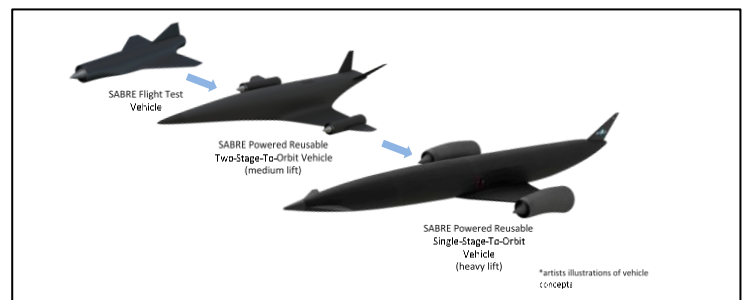 SABRE Flight Test
Vehicle
SABRE Powered Reusable
Two-Stage-To-Orbit Vehicle
(medium lift)
SABRE Powered Reusable
Single-Stage-To-Orbit
Vehicle
(heavy lift)
*artists illustrations of vehicle
concepts